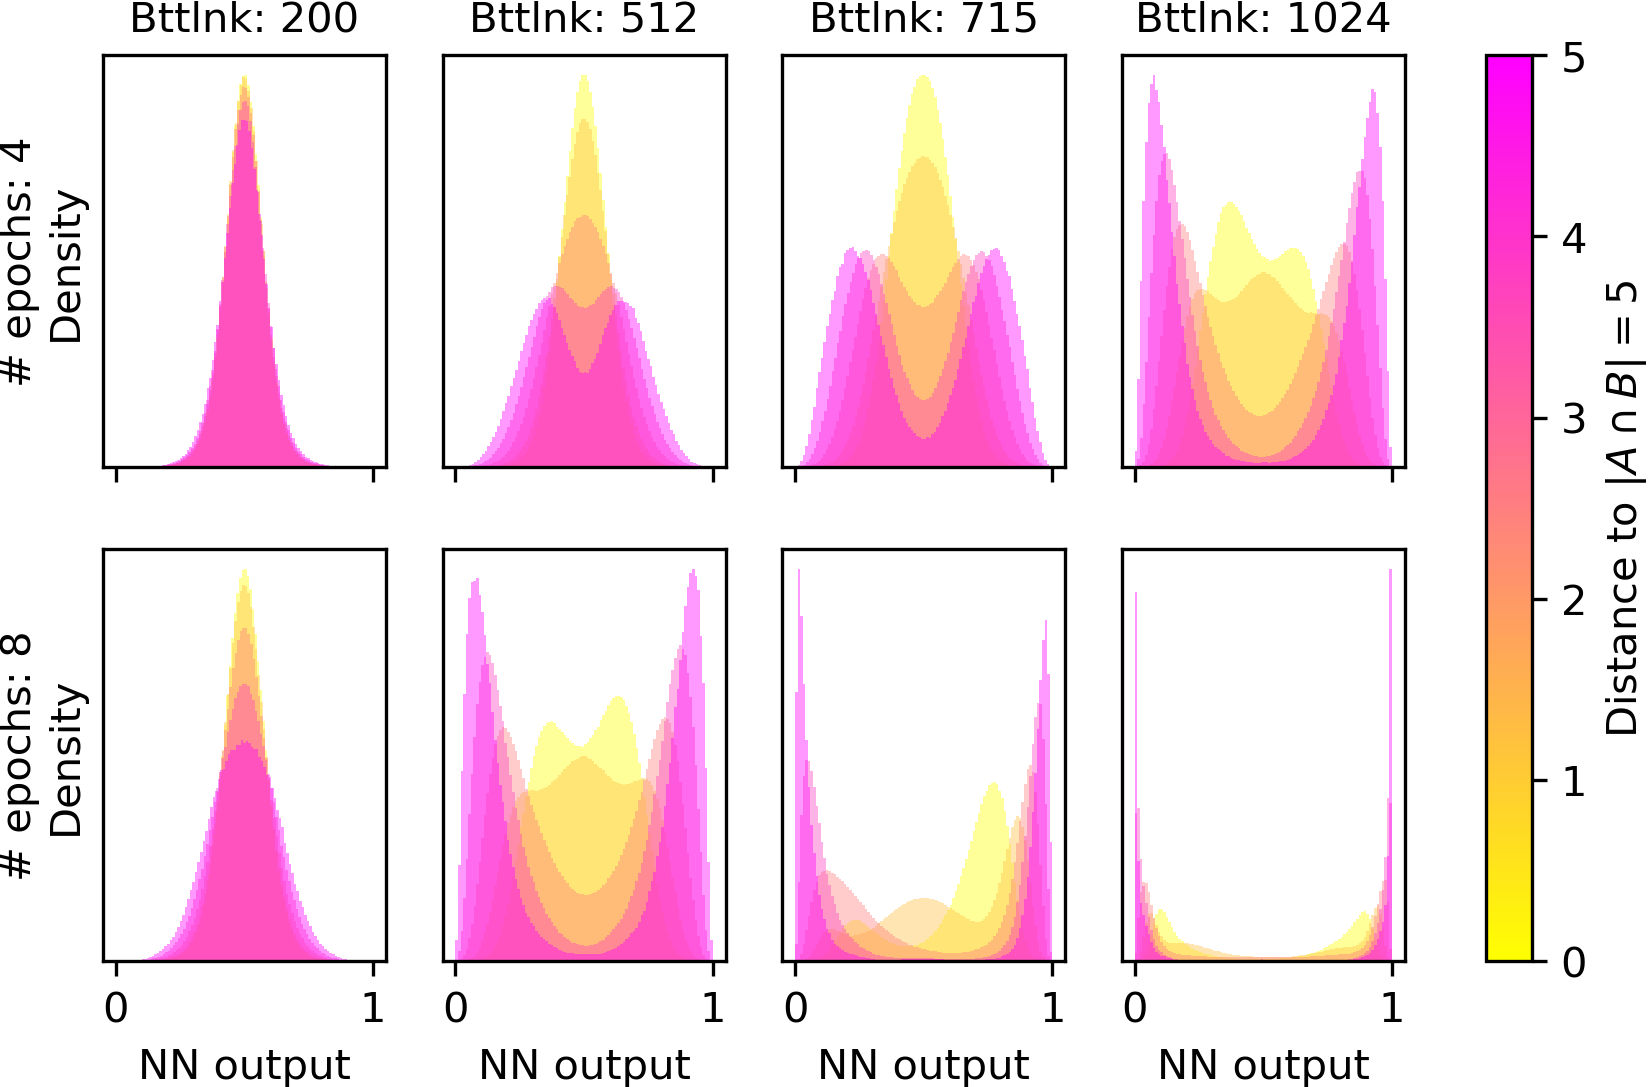 Bttlnk: 200
Bttlnk: 512
Bttlnk: 715
Bttlnk: 1024
# epochs: 4
Density
# epochs: 8
Density
0
1
NN output
0
1
NN output
0
1
NN output
0
1
NN output
5
4
3
2
1
0
Distance to |A ∩ B| = 5